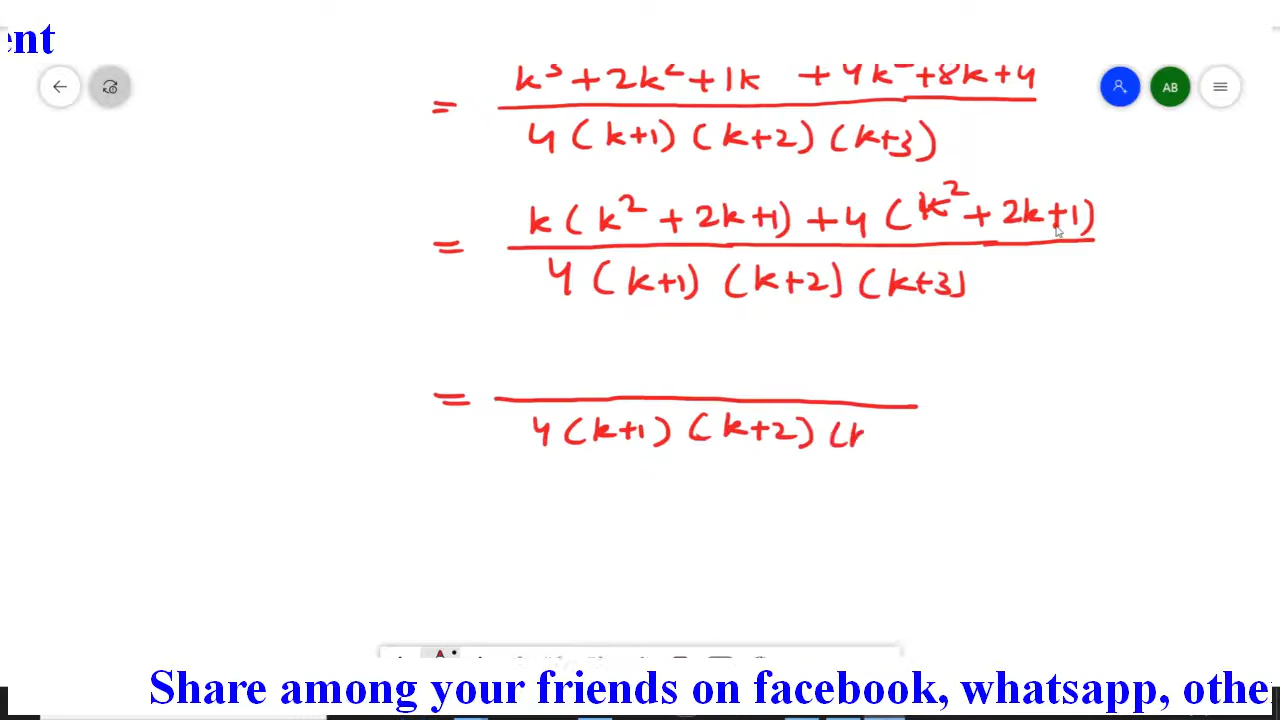 ent
k³ + 2k² + 1k + 4k² + 8k + 4
= 4 (k+1) (k+2) (k+3)
k (k² + 2k + 1) + 4 (k² + 2k + 1)
= 4 (k+1) (k+2) (k+3)
= 4 (k+1) (k+2) (
AB
Share among your friends on facebook, whatsapp, othe